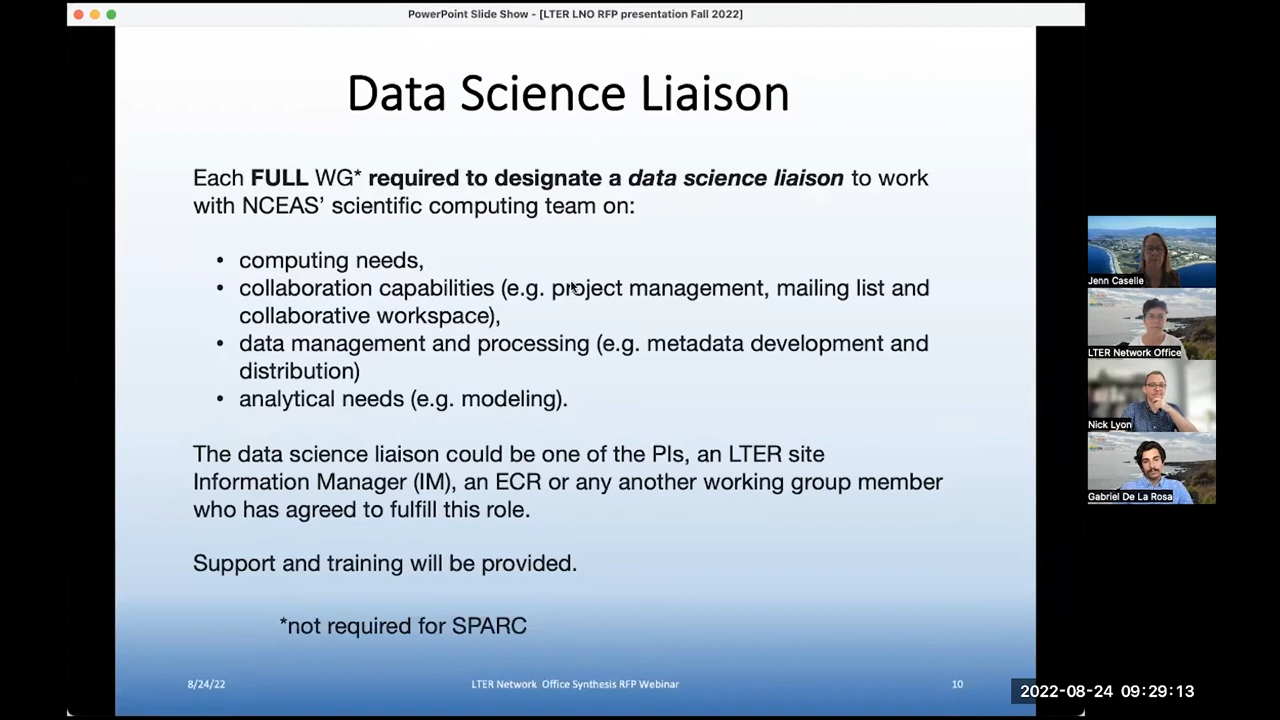 PowerPoint Slide Show - [LTER LNO RFP presentation Fall 2022]
Data Science Liaison
Each FULL WG* required to designate a data science liaison to work
with NCEAS’ scientific computing team on:
• computing needs,
• collaboration capabilities (e.g. project management, mailing list and
collaborative workspace),
• data management and processing (e.g. metadata development and
distribution)
• analytical needs (e.g. modeling).
The data science liaison could be one of the PIs, an LTER site
Information Manager (IM), an ECR or any another working group member
who has agreed to fulfill this role.
Support and training will be provided.
*not required for SPARC
8/24/22
LTER Network Office Synthesis RFP Webinar
10
Jenn Caselle
LTER Network Office
Nick Lyon
Gabriel De La Rosa
2022-08-24 09:29:13